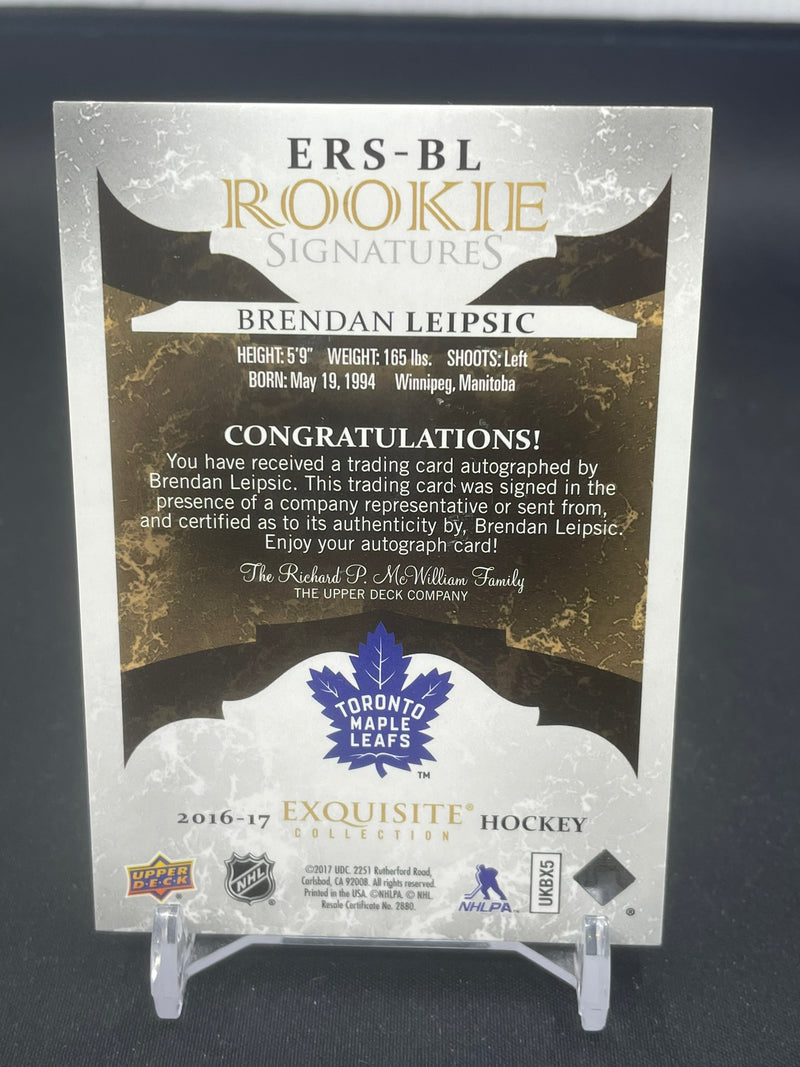 ERS-BL
ROOKIE
SIGNATURES
BRENDAN LEIPSIC
HEIGHT: 5'9" WEIGHT: 165 lbs. SHOOTS: Left
BORN: May 19, 1994 Winnipeg, Manitoba
CONGRATULATIONS!
You have received a trading card autographed by
Brendan Leipsic. This trading card was signed in the
presence of a company representative or sent from,
and certified as to its authenticity by, Brendan Leipsic.
Enjoy your autograph card!
The Richard P. McWilliam Family
THE UPPER DECK COMPANY
TORONTO
MAPLE
LEAFS
TM
2016-17 EXQUISITE® HOCKEY
COLLECTION
UPPER
D·E·C·K
®
NHL
®
©2017 UDC. 2251 Rutherford Road,
Carlsbad, CA 92008. All rights reserved.
Printed in the USA. ©NHLPA. © NHL.
Resale Certificate No. 2880.
NHLPA™
UKBX5
®